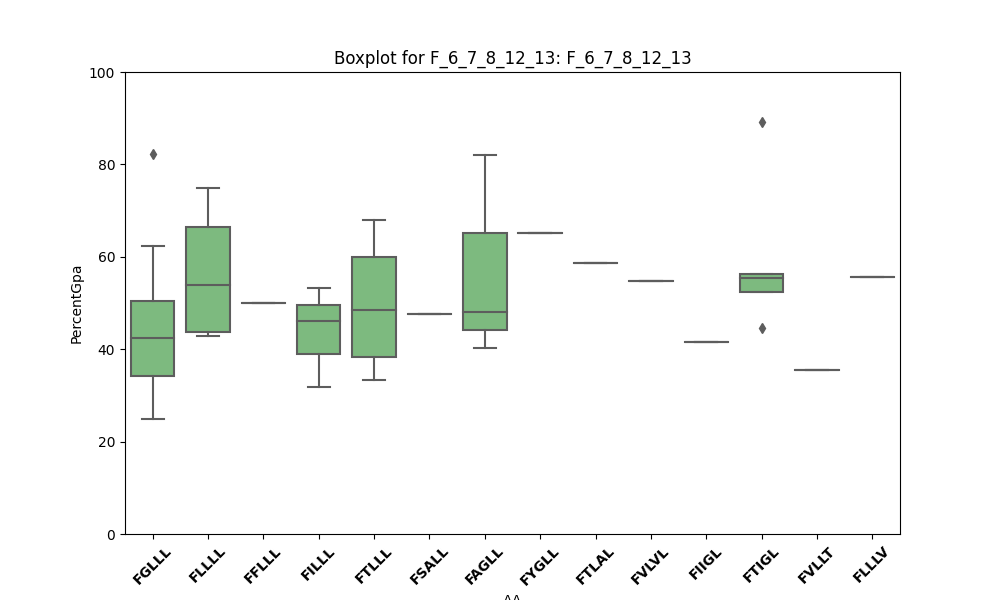 Boxplot for F_6_7_8_12_13: F_6_7_8_12_13
PercentGpa
100
80
60
40
20
0
FGLLL FLLLL FFLLL FILLL FTLLL FSALL FAGLL FYGLL FTLAL FVLVL FIIGL FTIGL FVLLT FLLLV
AA